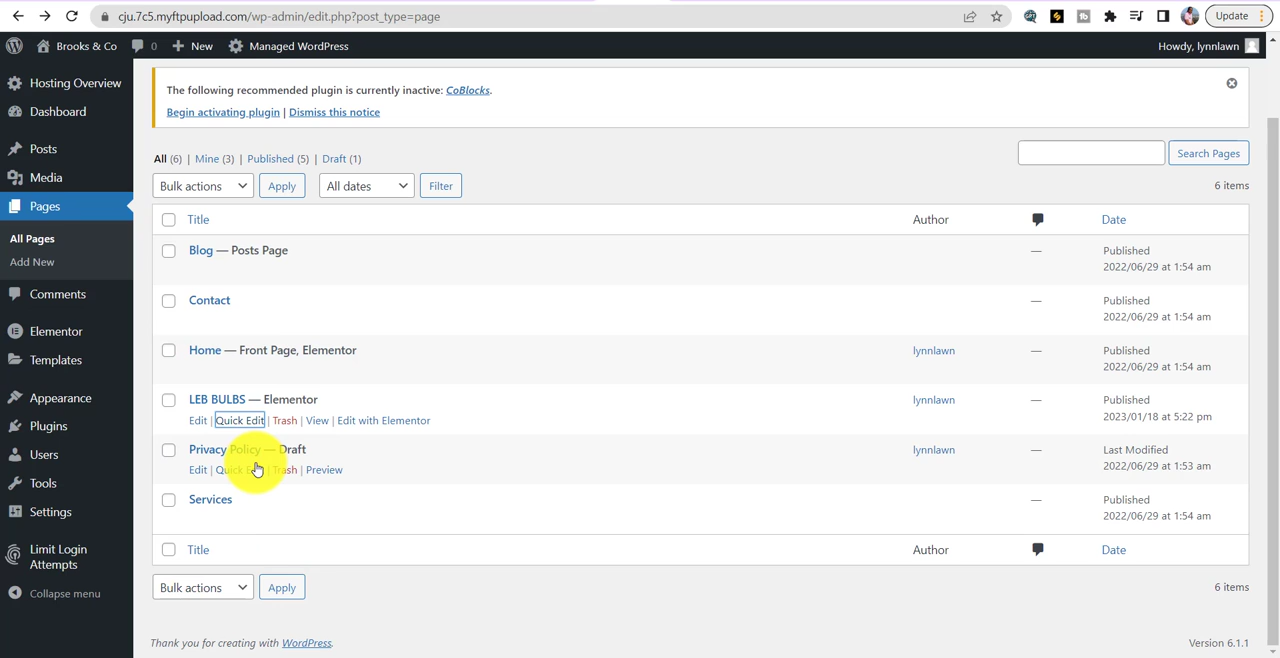 cju.7c5.myftpupload.com/wp-admin/edit.php?post_type=page
Update
Brooks & Co 0 New Managed WordPress Howdy, lynnlawn
Hosting Overview
Dashboard
Posts
Media
Pages
All Pages
Add New
Comments
Elementor
Templates
Appearance
Plugins
Users
Tools
Settings
Limit Login
Attempts
Collapse menu
The following recommended plugin is currently inactive: CoBlocks.
Begin activating plugin | Dismiss this notice
All (6) | Mine (3) | Published (5) | Draft (1)
Search Pages
Bulk actions Apply All dates Filter
6 items
Title Author Date
Blog — Posts Page — Published
2022/06/29 at 1:54 am
Contact — Published
2022/06/29 at 1:54 am
Home — Front Page, Elementor lynnlawn — Published
2022/06/29 at 1:54 am
LEB BULBS — Elementor lynnlawn — Published
2023/01/18 at 5:22 pm
Edit | Quick Edit | Trash | View | Edit with Elementor
Privacy Policy — Draft lynnlawn — Last Modified
2022/06/29 at 1:53 am
Edit | Quick Edit | Trash | Preview
Services — Published
2022/06/29 at 1:54 am
Title Author Date
Bulk actions Apply
6 items
Thank you for creating with WordPress.
Version 6.1.1